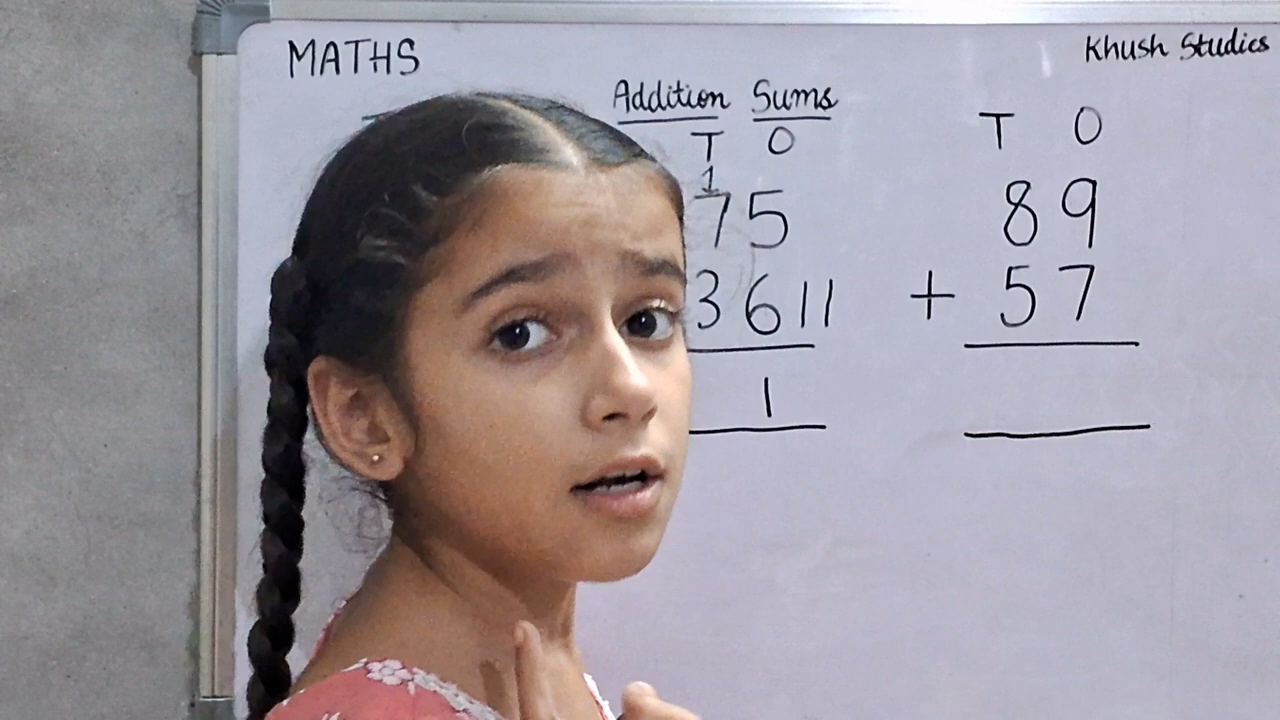 MATHS
Khush Studies
Addition Sums
T O
1
75
3611
1
T O
89
+ 57